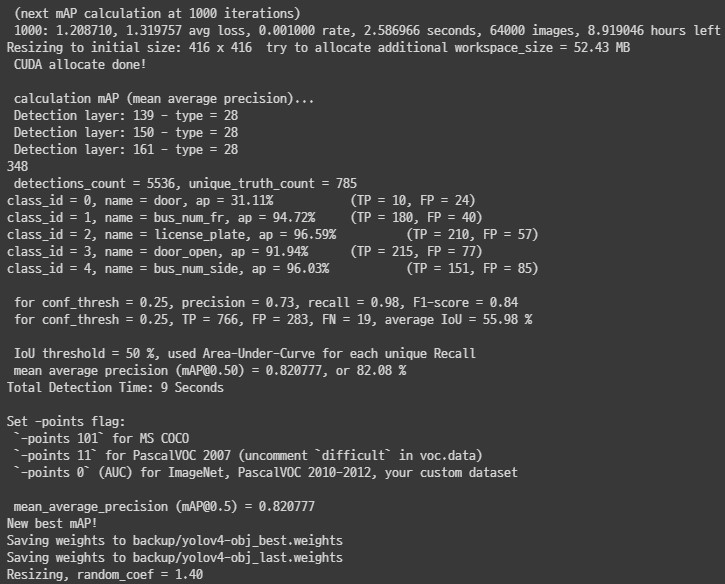 (next mAP calculation at 1000 iterations)
1000: 1.208710, 1.319757 avg loss, 0.001000 rate, 2.586966 seconds, 64000 images, 8.919046 hours left
Resizing to initial size: 416 x 416  try to allocate additional workspace_size = 52.43 MB
CUDA allocate done!
calculation mAP (mean average precision)...
Detection layer: 139 - type = 28
Detection layer: 150 - type = 28
Detection layer: 161 - type = 28
348
detections_count = 5536, unique_truth_count = 785
class_id = 0, name = door, ap = 31.11%          (TP = 10, FP = 24)
class_id = 1, name = bus_num_fr, ap = 94.72%     (TP = 180, FP = 40)
class_id = 2, name = license_plate, ap = 96.59%          (TP = 210, FP = 57)
class_id = 3, name = door_open, ap = 91.94%      (TP = 215, FP = 77)
class_id = 4, name = bus_num_side, ap = 96.03%          (TP = 151, FP = 85)
for conf_thresh = 0.25, precision = 0.73, recall = 0.98, F1-score = 0.84
for conf_thresh = 0.25, TP = 766, FP = 283, FN = 19, average IoU = 55.98 %
IoU threshold = 50 %, used Area-Under-Curve for each unique Recall
mean average precision (mAP@0.50) = 0.820777, or 82.08 %
Total Detection Time: 9 Seconds
Set -points flag:
`-points 101` for MS COCO
`-points 11` for PascalVOC 2007 (uncomment `difficult` in voc.data)
`-points 0` (AUC) for ImageNet, PascalVOC 2010-2012, your custom dataset
mean_average_precision (mAP@0.5) = 0.820777
New best mAP!
Saving weights to backup/yolov4-obj_best.weights
Saving weights to backup/yolov4-obj_last.weights
Resizing, random_coef = 1.40